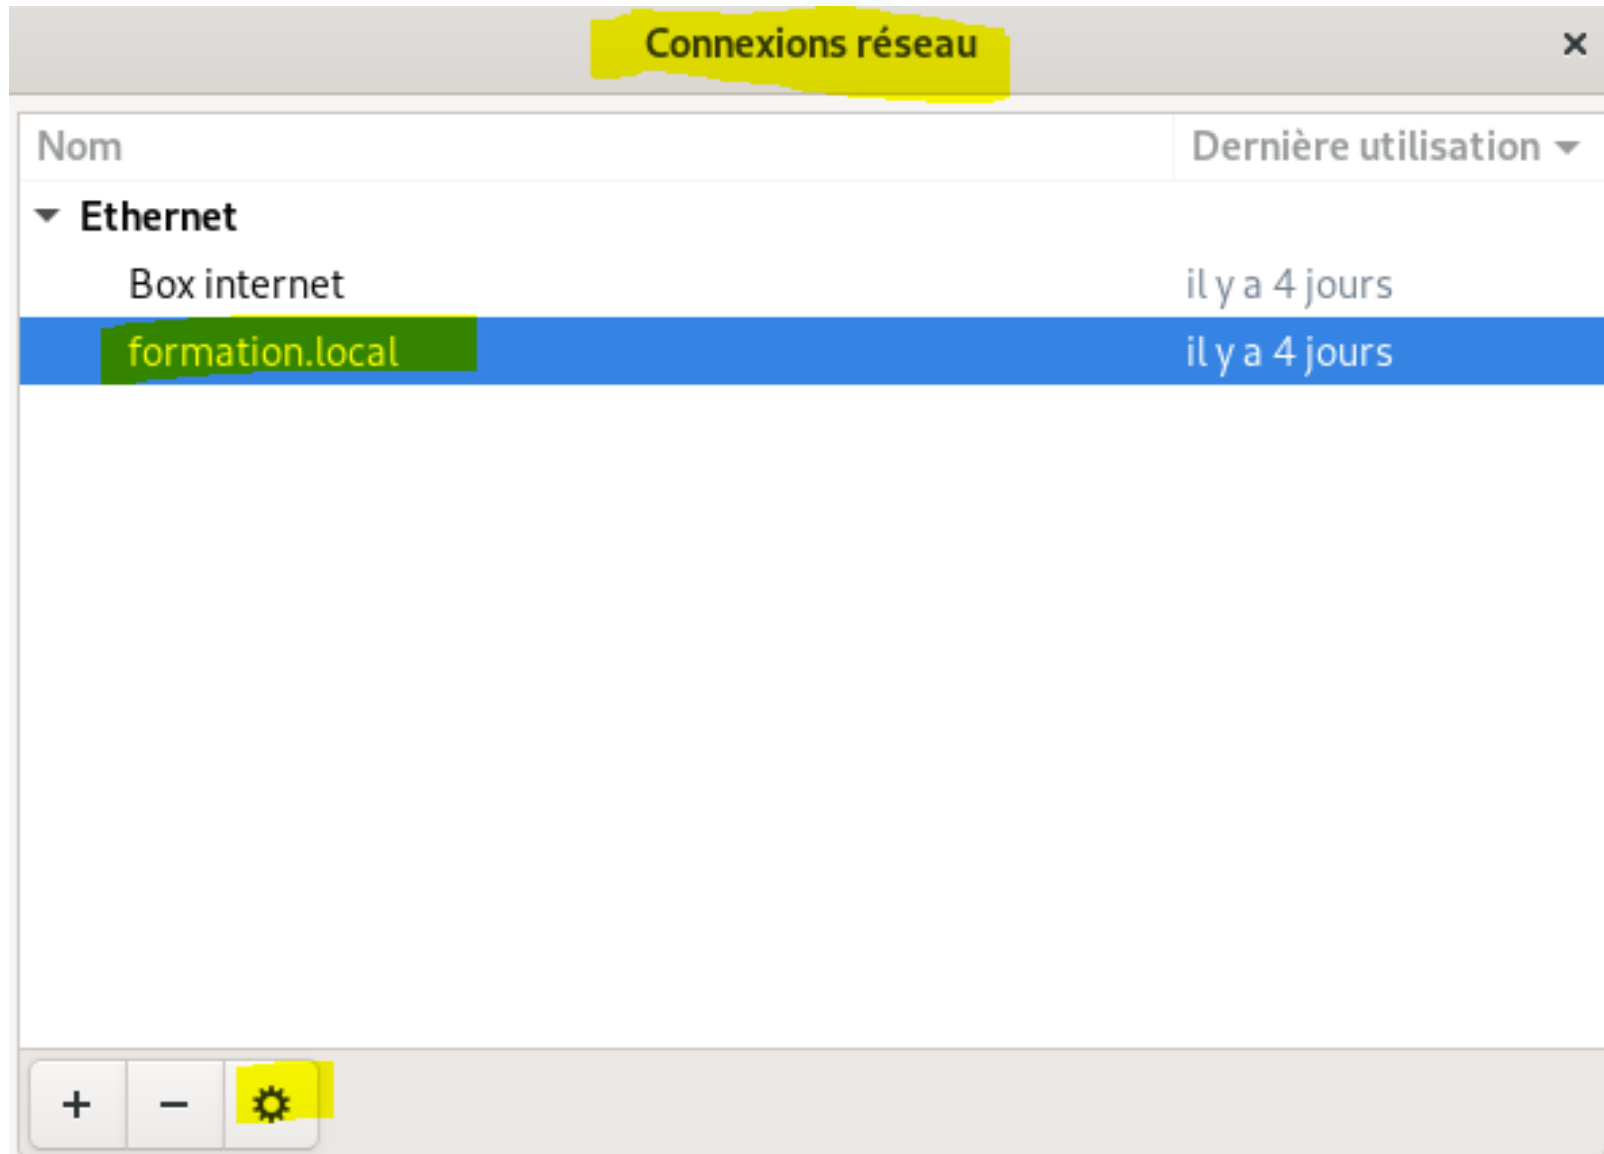 Connexions réseau
Nom Dernière utilisation
Ethernet
Box internet il y a 4 jours
formation.local il y a 4 jours